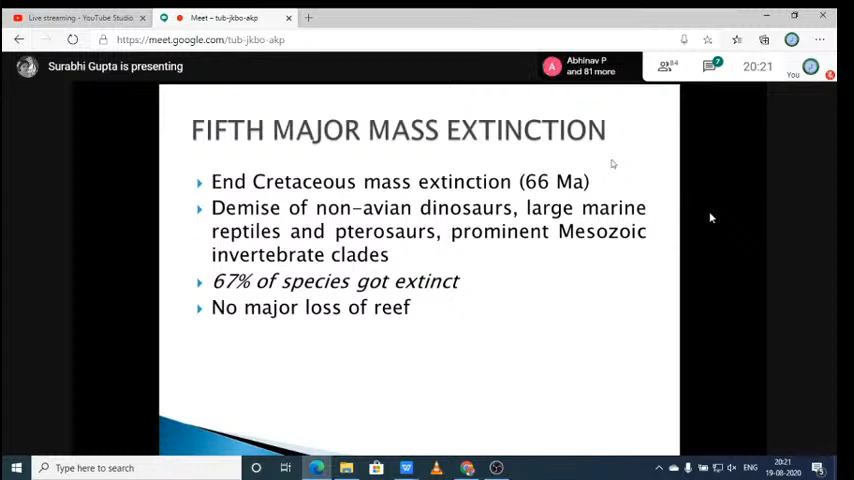 Live streaming - YouTube Studio
Meet – tub-jkbo-akp
https://meet.google.com/tub-jkbo-akp
Surabhi Gupta is presenting
A
Abhinav P
and 81 more
84
7
20:21
You
FIFTH MAJOR MASS EXTINCTION
End Cretaceous mass extinction (66 Ma)
Demise of non-avian dinosaurs, large marine
reptiles and pterosaurs, prominent Mesozoic
invertebrate clades
67% of species got extinct
No major loss of reef
Type here to search
ENG
20:21
19-08-2020